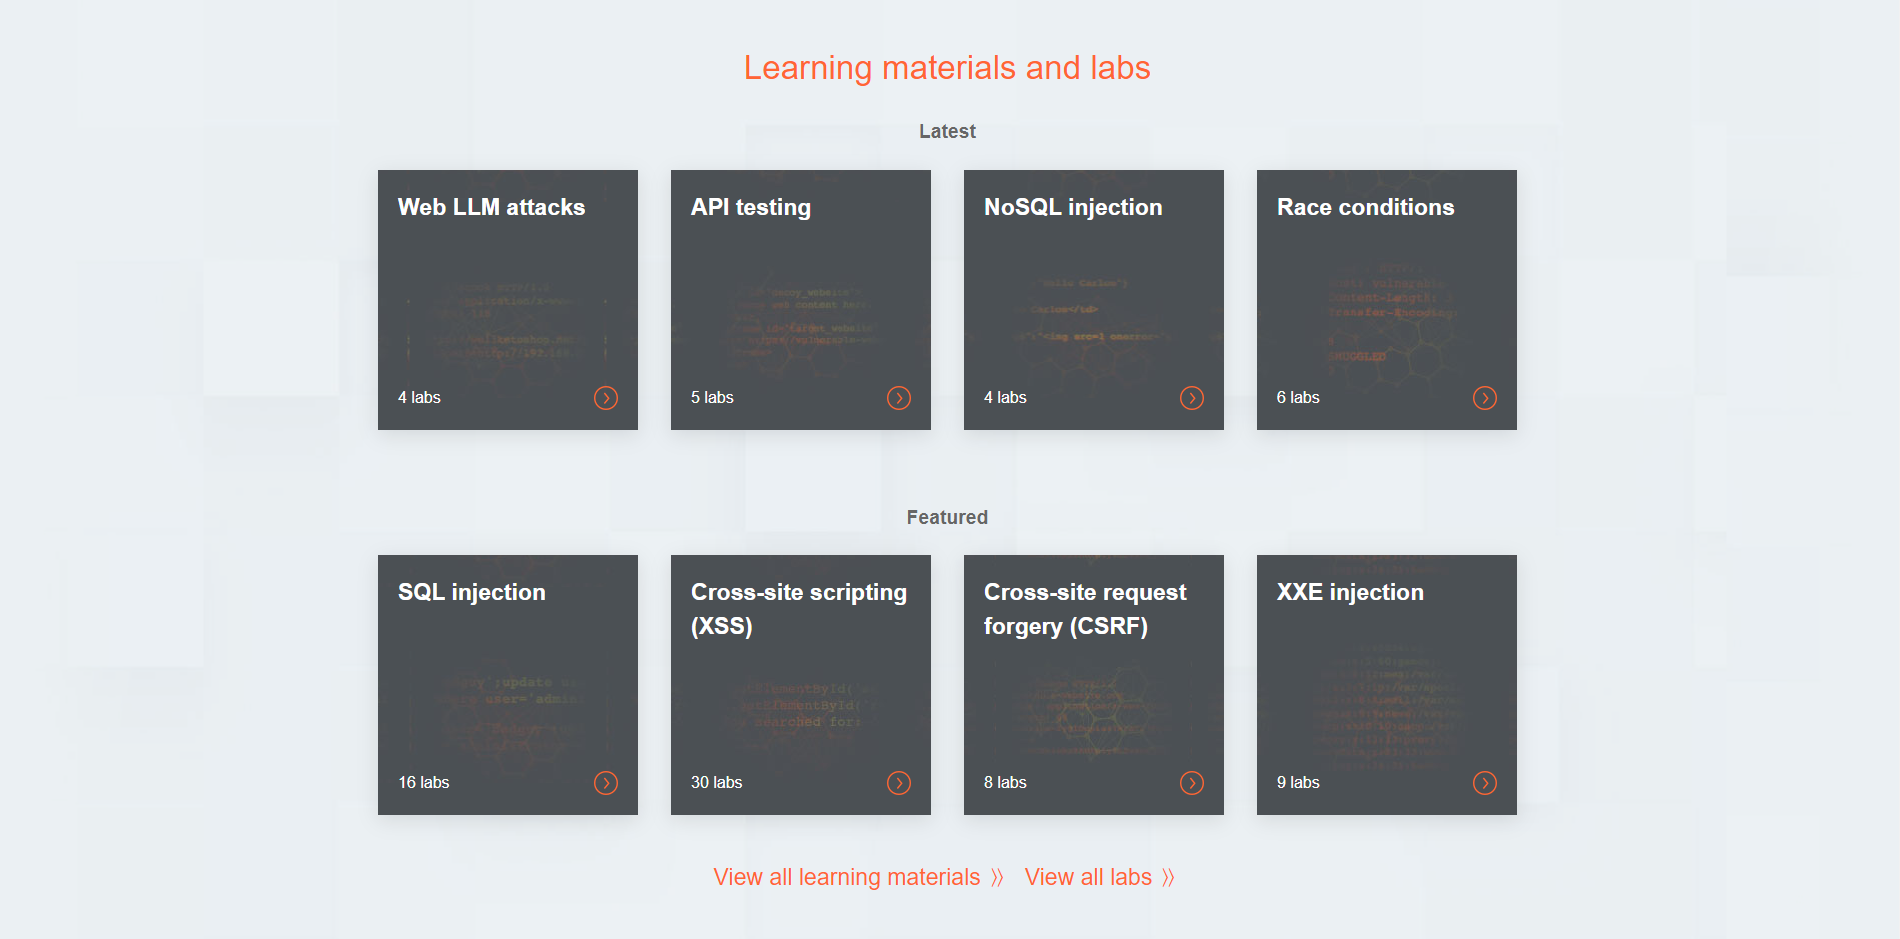 Learning materials and labs
Latest
Web LLM attacks
4 labs
API testing
5 labs
NoSQL injection
4 labs
Race conditions
6 labs
Featured
SQL injection
16 labs
Cross-site scripting
(XSS)
30 labs
Cross-site request
forgery (CSRF)
8 labs
XXE injection
9 labs
View all learning materials
View all labs